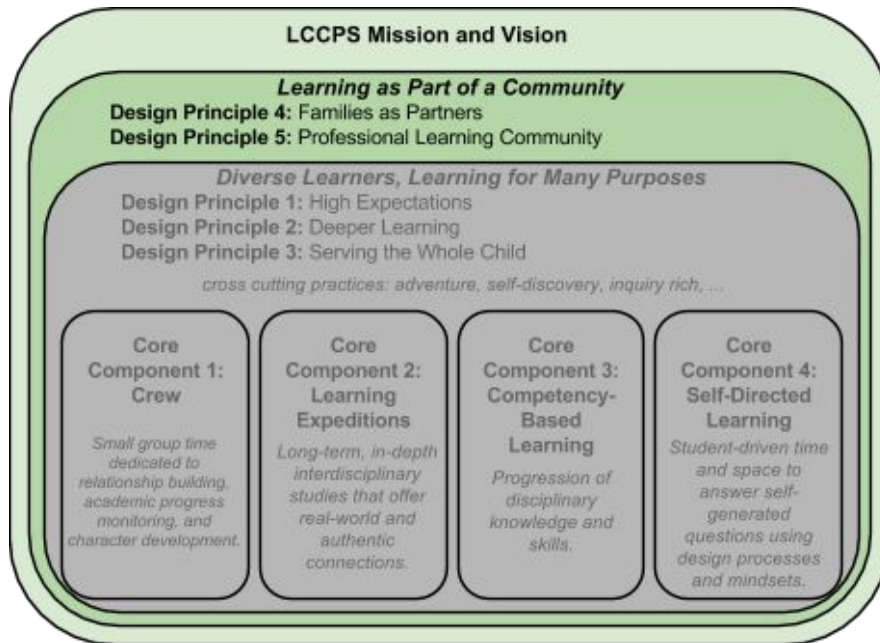 LCCPS Mission and Vision
Learning as Part of a Community
Design Principle 4: Families as Partners
Design Principle 5: Professional Learning Community
Diverse Learners, Learning for Many Purposes
Design Principle 1: High Expectations
Design Principle 2: Deeper Learning
Design Principle 3: Serving the Whole Child
cross cutting practices: adventure, self-discovery, inquiry rich, ...
Core
Component 1:
Crew
Small group time
dedicated to
relationship building,
academic progress
monitoring, and
character development.
Core
Component 2:
Learning
Expeditions
Long-term, in-depth
interdisciplinary
studies that offer
real-world and
authentic
connections.
Core
Component 3:
Competency-
Based
Learning
Progression of
disciplinary
knowledge and
skills.
Core
Component 4:
Self-Directed
Learning
Student-driven time
and space to
answer self-
generated
questions using
design processes
and mindsets.